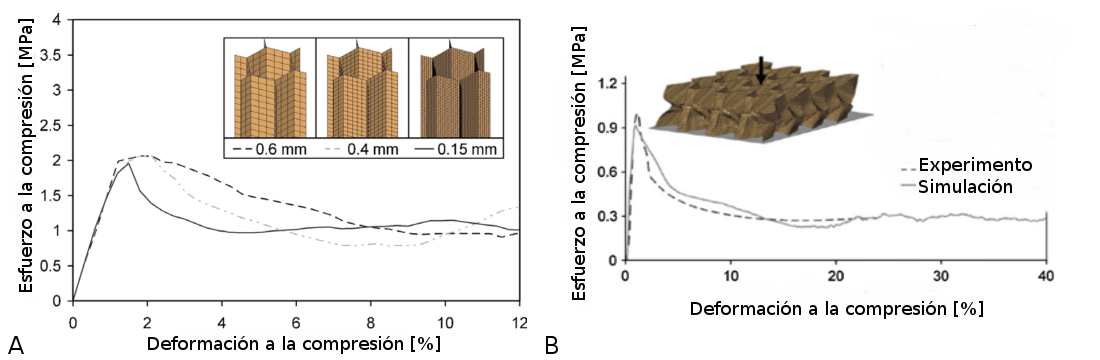 4
3.5
3
2.5
2
1.5
1
0.5
0
Esfuerzo a la compresión [MPa]
0.6 mm 0.4 mm 0.15 mm
0 2 4 6 8 10 12
Deformación a la compresión [%]
A
1.2
0.9
0.6
0.3
0
Esfuerzo a la compresión [MPa]
Experimento
Simulación
0 10 20 30 40
Deformación a la compresión [%]
B